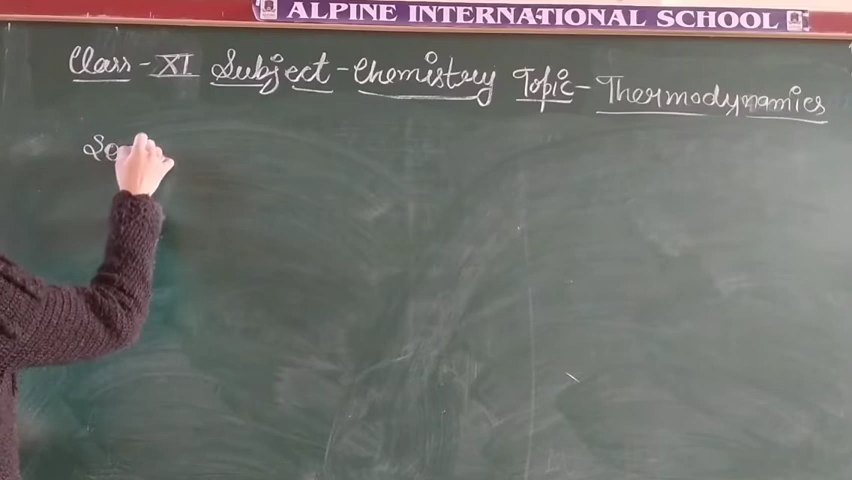 ALPINE INTERNATIONAL SCHOOL
Class - XI Subject - Chemistry Topic - Thermodynamics